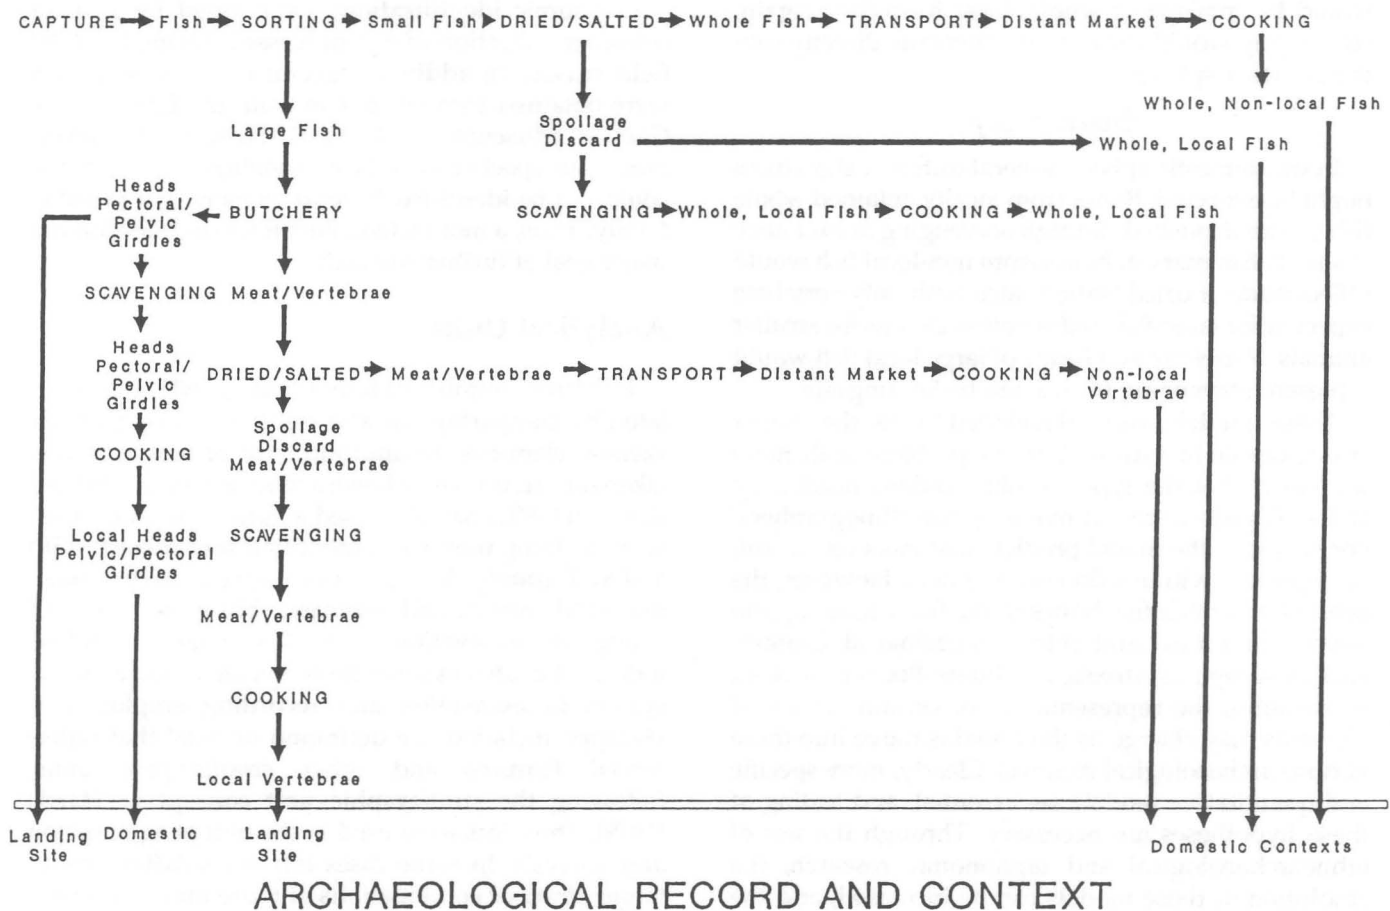 CAPTURE Fish SORTING Small Fish DRIED/SALTED Whole Fish TRANSPORT Distant Market COOKING
Whole, Non-local Fish
Large Fish
Spoilage
Discard
Whole, Local Fish
Heads
Pectoral/
Pelvic
Girdles
BUTCHERY
SCAVENGING Whole, Local Fish COOKING Whole, Local Fish
SCAVENGING
Meat/Vertebrae
Heads
Pectoral/
Pelvic
Girdles
DRIED/SALTED Meat/Vertebrae TRANSPORT Distant Market COOKING Non-local
Vertebrae
Spoilage
Discard
Meat/Vertebrae
COOKING
SCAVENGING
Local Heads
Pelvic/Pectoral
Girdles
Meat/Vertebrae
COOKING
Local Vertebrae
Landing
Site
Domestic
Landing
Site
Domestic Contexts
ARCHAEOLOGICAL RECORD AND CONTEXT